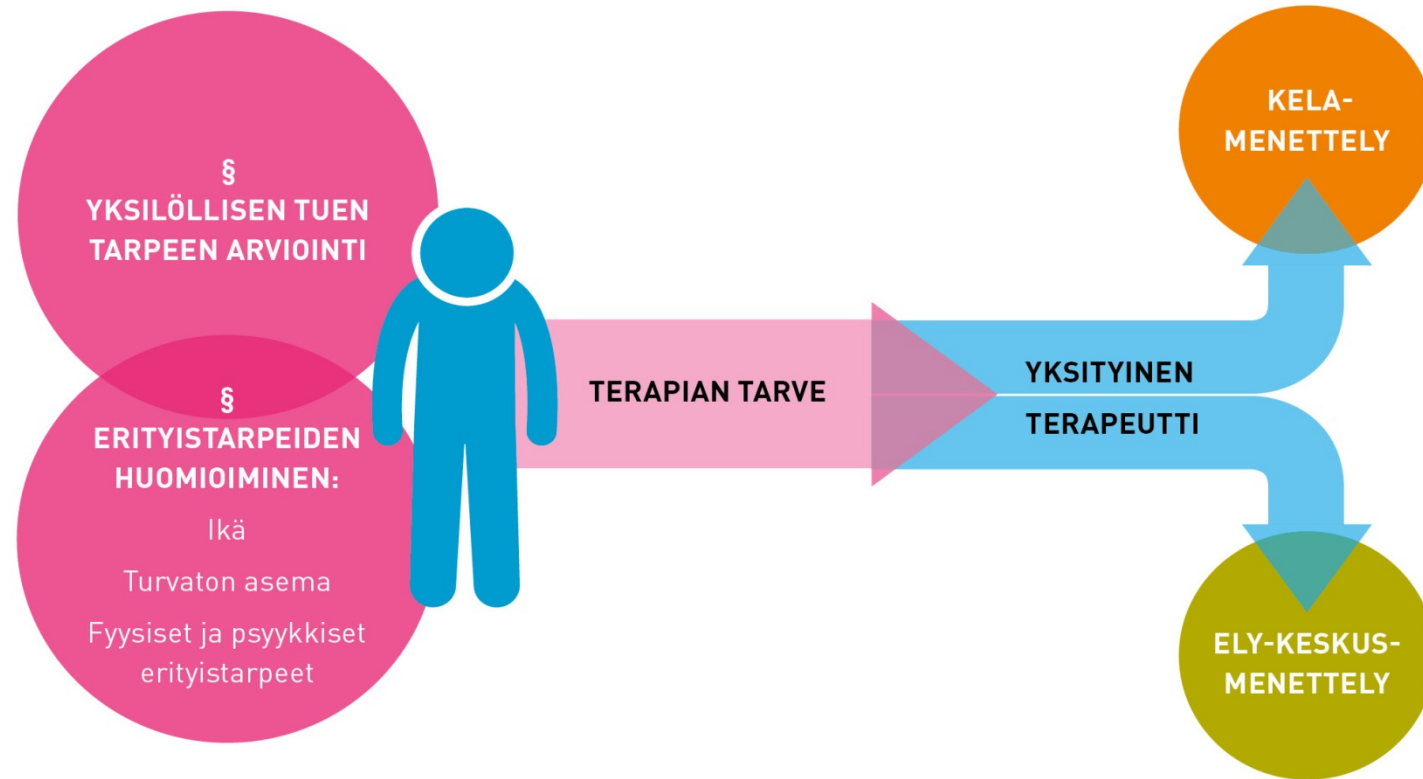 §
YKSILÖLLISEN TUEN
TARPEEN ARVIOINTI
§
ERITYISTARPEIDEN
HUOMIOIMINEN:
Ikä
Turvaton asema
Fyysiset ja psyykkiset
erityistarpeet
TERAPIAN TARVE
YKSITYINEN
TERAPEUTTI
KELA-
MENETTELY
ELY-KESKUS-
MENETTELY